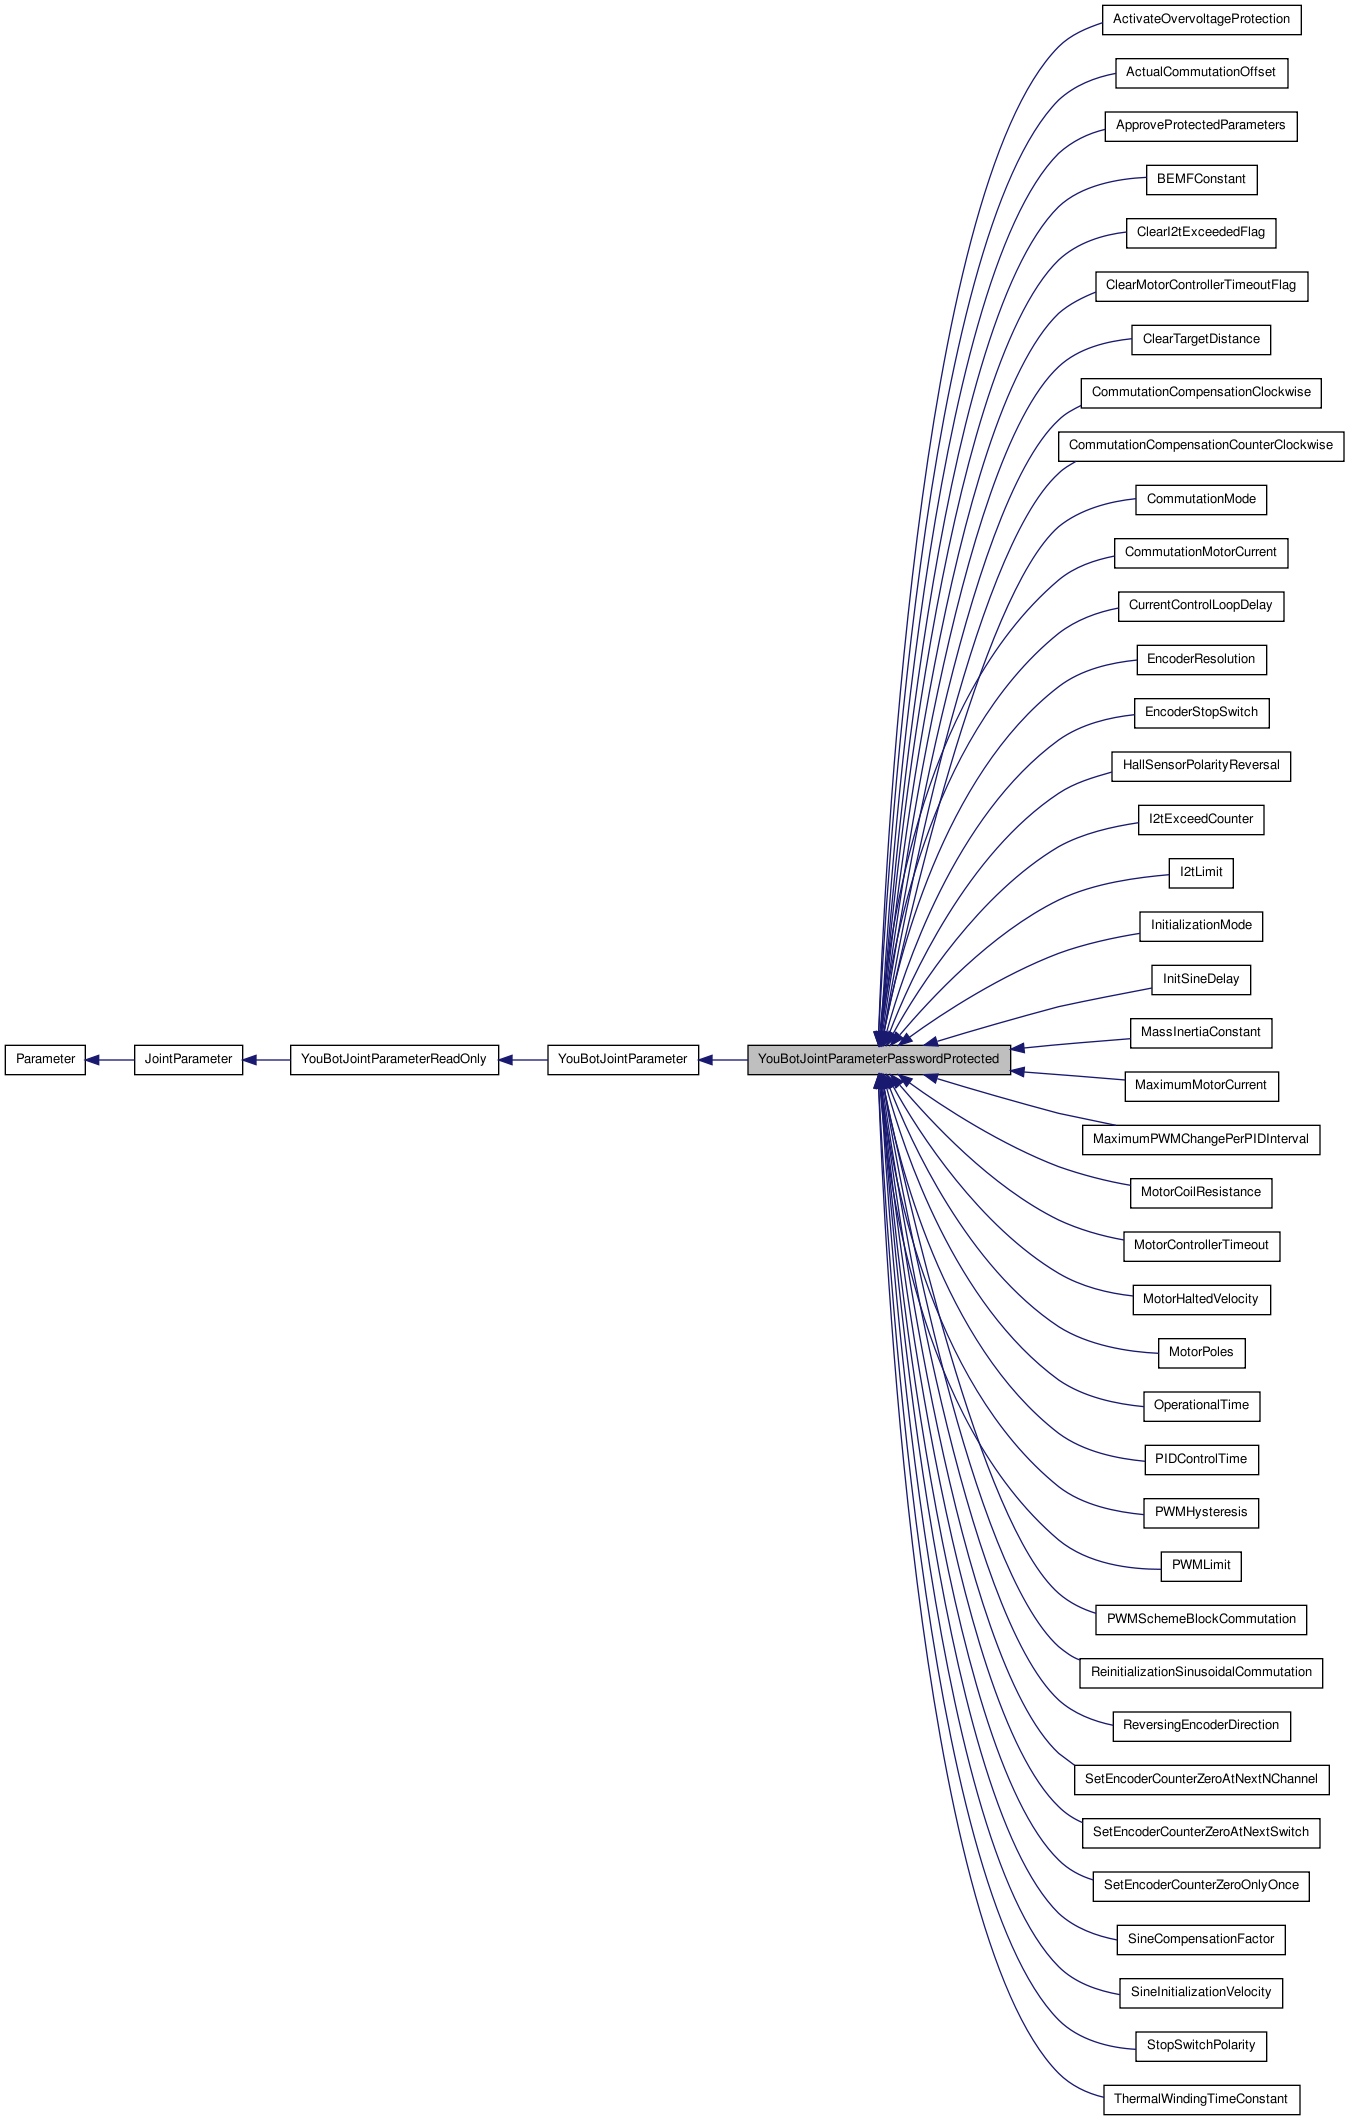 ActivateOvervoltageProtection
ActualCommutationOffset
ApproveProtectedParameters
BEMFConstant
ClearI2tExceededFlag
ClearMotorControllerTimeoutFlag
ClearTargetDistance
CommutationCompensationClockwise
CommutationCompensationCounterClockwise
CommutationMode
CommutationMotorCurrent
CurrentControlLoopDelay
EncoderResolution
EncoderStopSwitch
HallSensorPolarityReversal
I2tExceedCounter
I2tLimit
InitializationMode
InitSineDelay
MassInertiaConstant
Parameter
JointParameter
YouBotJointParameterReadOnly
YouBotJointParameter
YouBotJointParameterPasswordProtected
MaximumMotorCurrent
MaximumPWMChangePerPIDInterval
MotorCoilResistance
MotorControllerTimeout
MotorHaltedVelocity
MotorPoles
OperationalTime
PIDControlTime
PWMHysteresis
PWMLimit
PWMSchemeBlockCommutation
ReinitializationSinusoidalCommutation
ReversingEncoderDirection
SetEncoderCounterZeroAtNextNChannel
SetEncoderCounterZeroAtNextSwitch
SetEncoderCounterZeroOnlyOnce
SineCompensationFactor
SineInitializationVelocity
StopSwitchPolarity
ThermalWindingTimeConstant